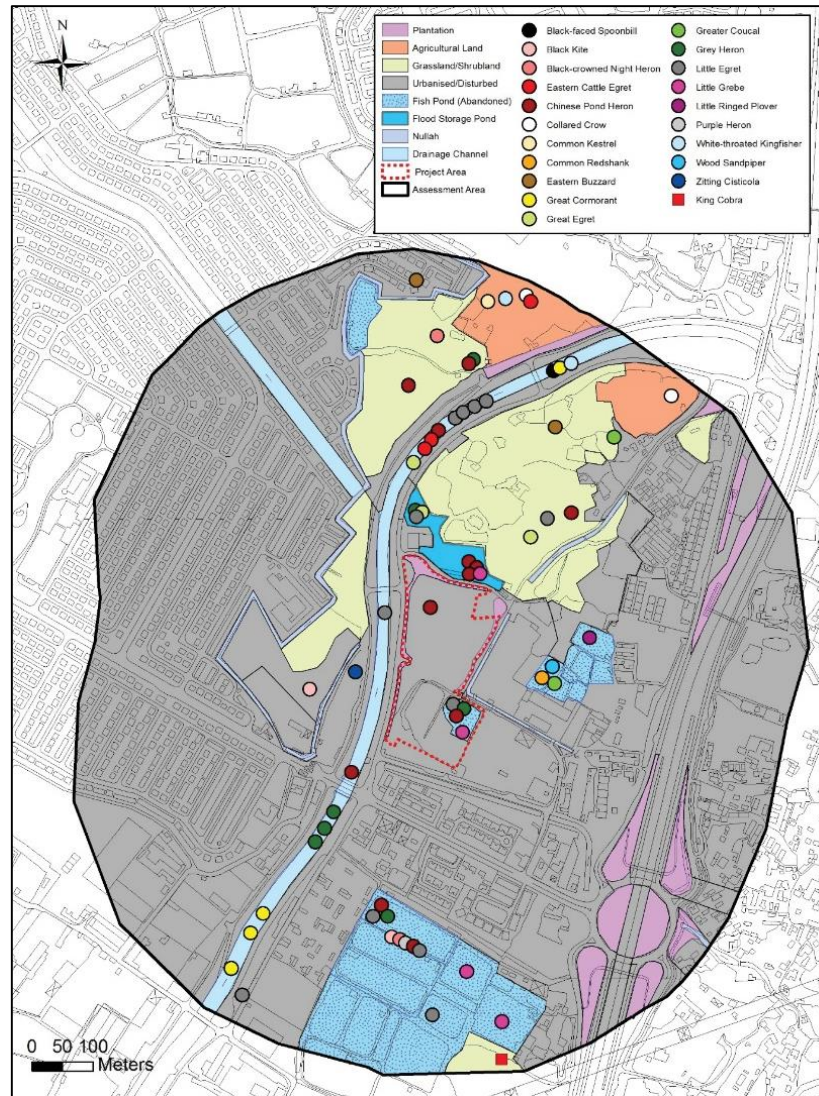 N
Plantation
Agricultural Land
Grassland/Shrubland
Urbanised/Disturbed
Fish Pond (Abandoned)
Flood Storage Pond
Nullah
Drainage Channel
Project Area
Assessment Area
Black-faced Spoonbill
Black Kite
Black-crowned Night Heron
Eastern Cattle Egret
Chinese Pond Heron
Collared Crow
Common Kestrel
Common Redshank
Eastern Buzzard
Great Cormorant
Great Egret
Greater Coucal
Grey Heron
Little Egret
Little Grebe
Little Ringed Plover
Purple Heron
White-throated Kingfisher
Wood Sandpiper
Zitting Cisticola
King Cobra
0 50 100
Meters